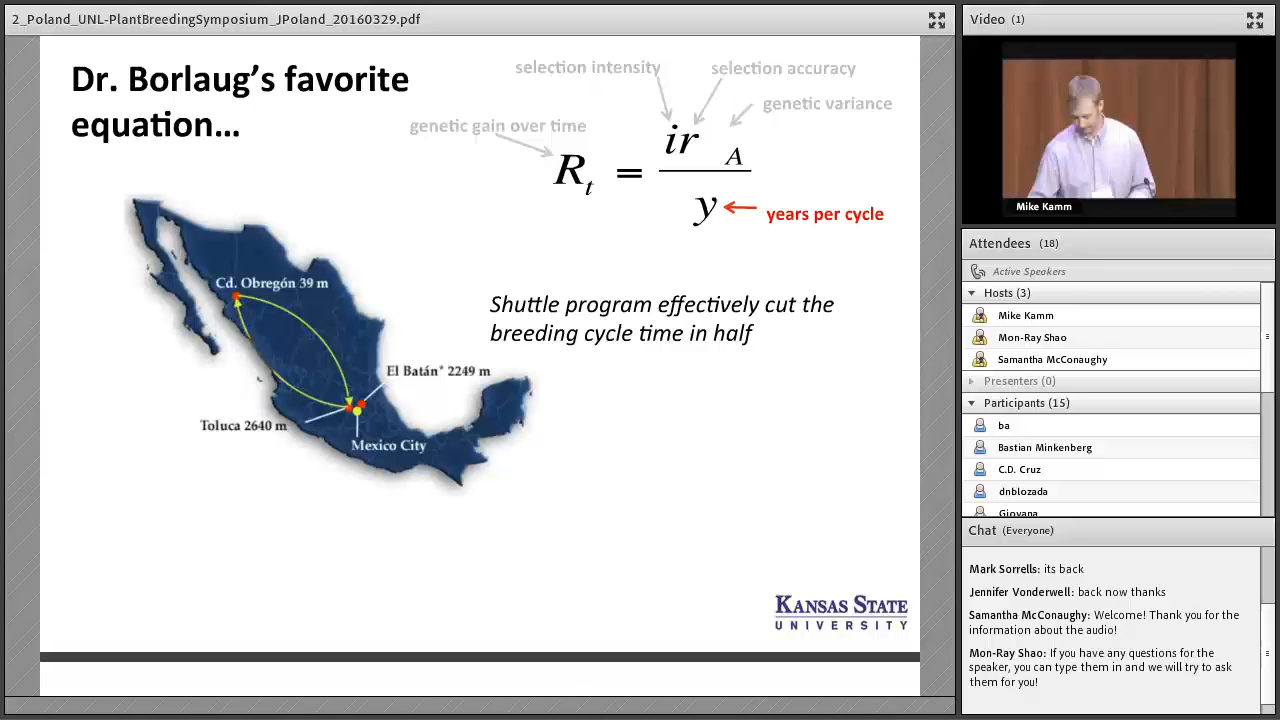 2_Poland_UNL-PlantBreedingSymposium_JPoland_20160329.pdf
Dr. Borlaug's favorite
equation…
selection intensity
selection accuracy
genetic variance
genetic gain over time
R_t = ir_A / y
years per cycle
Cd. Obregón 39 m
Shuttle program effectively cut the
breeding cycle time in half
El Batán* 2249 m
Toluca 2640 m
Mexico City
KANSAS STATE
UNIVERSITY
Video (1)
Mike Kamm
Attendees (18)
Active Speakers
Hosts (3)
Mike Kamm
Mon-Ray Shao
Samantha McConaughy
Presenters (0)
Participants (15)
ba
Bastian Minkenberg
C.D. Cruz
dnblozada
Giovana
Chat (Everyone)
Mark Sorrells: its back
Jennifer Vonderwell: back now thanks
Samantha McConaughy: Welcome! Thank you for the
information about the audio!
Mon-Ray Shao: If you have any questions for the
speaker, you can type them in and we will try to ask
them for you!